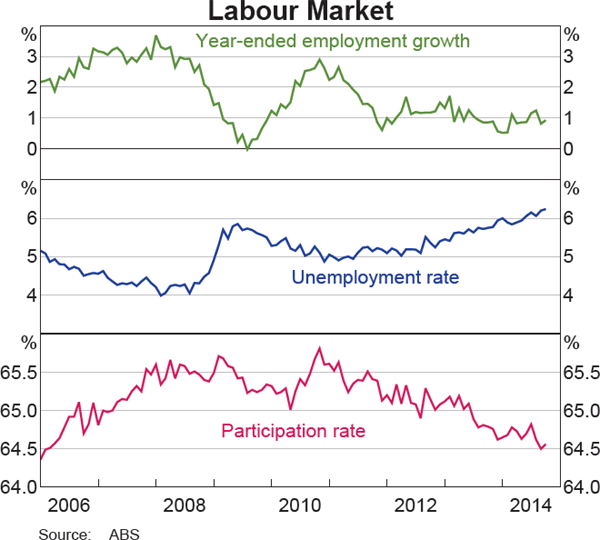 Labour Market
% %
Year-ended employment growth
3 3
2 2
1 1
0 0
% %
6 6
5 5
Unemployment rate
4 4
% %
65.5 65.5
65.0 65.0
Participation rate
64.5 64.5
64.0 64.0
2006 2008 2010 2012 2014
Source: ABS